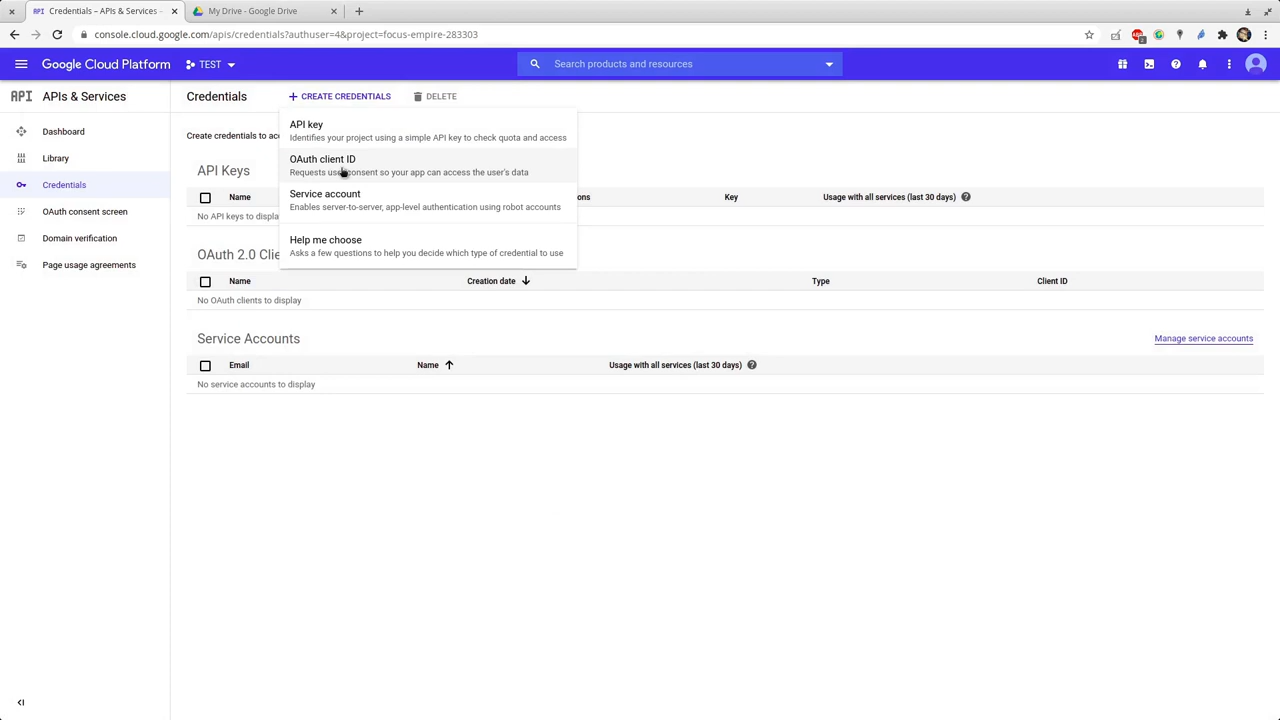 Credentials – APIs & Services –
My Drive - Google Drive
console.cloud.google.com/apis/credentials?authuser=4&project=focus-empire-283303
2
Google Cloud Platform
TEST
Search products and resources
API
APIs & Services
Credentials
CREATE CREDENTIALS
DELETE
Dashboard
Library
Credentials
OAuth consent screen
Domain verification
Page usage agreements
Create credentials to
API key
Identifies your project using a simple API key to check quota and access
OAuth client ID
Requests consent so your app can access the user's data
Service account
Enables server-to-server, app-level authentication using robot accounts
Help me choose
Asks a few questions to help you decide which type of credential to use
API Keys
Name
Key
Usage with all services (last 30 days)
No API keys to
OAuth 2.0
Name
Creation date
Type
Client ID
No OAuth clients to display
Service Accounts
Manage service accounts
Email
Name
Usage with all services (last 30 days)
No service accounts to display